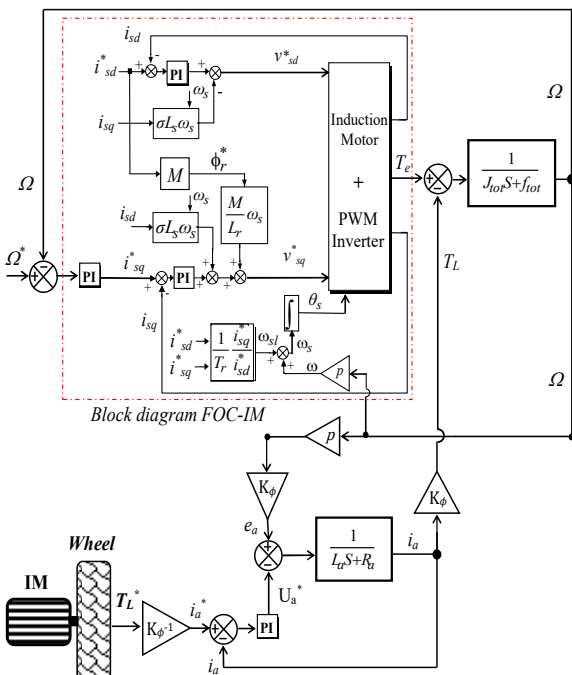 i_sd
i*_sd
+
-
PI
+
-
v*_sd
Ω
ω_s
i_sq
σL_sω_s
Induction
Motor
+
PWM
Inverter
T_e
+
-
1
J_tot S+f_tot
Ω
M
ϕ*_r
ω_s
i_sd
σL_sω_s
M
L_r
ω_s
T_L
Ω*
+
-
PI
i*_sq
+
-
PI
+
+
+
+
v*_sq
i_sq
∫
θ_s
i*_sd
i*_sq
1
T_r
i*_sq
i*_sd
ω_sl
+
+
ω_s
ω
p
Ω
Block diagram FOC-IM
p
K_ϕ
K_ϕ
e_a
+
-
1
L_a S+R_a
i_a
Wheel
IM
T_L*
K_ϕ⁻¹
i_a*
+
-
PI
U_a*
i_a